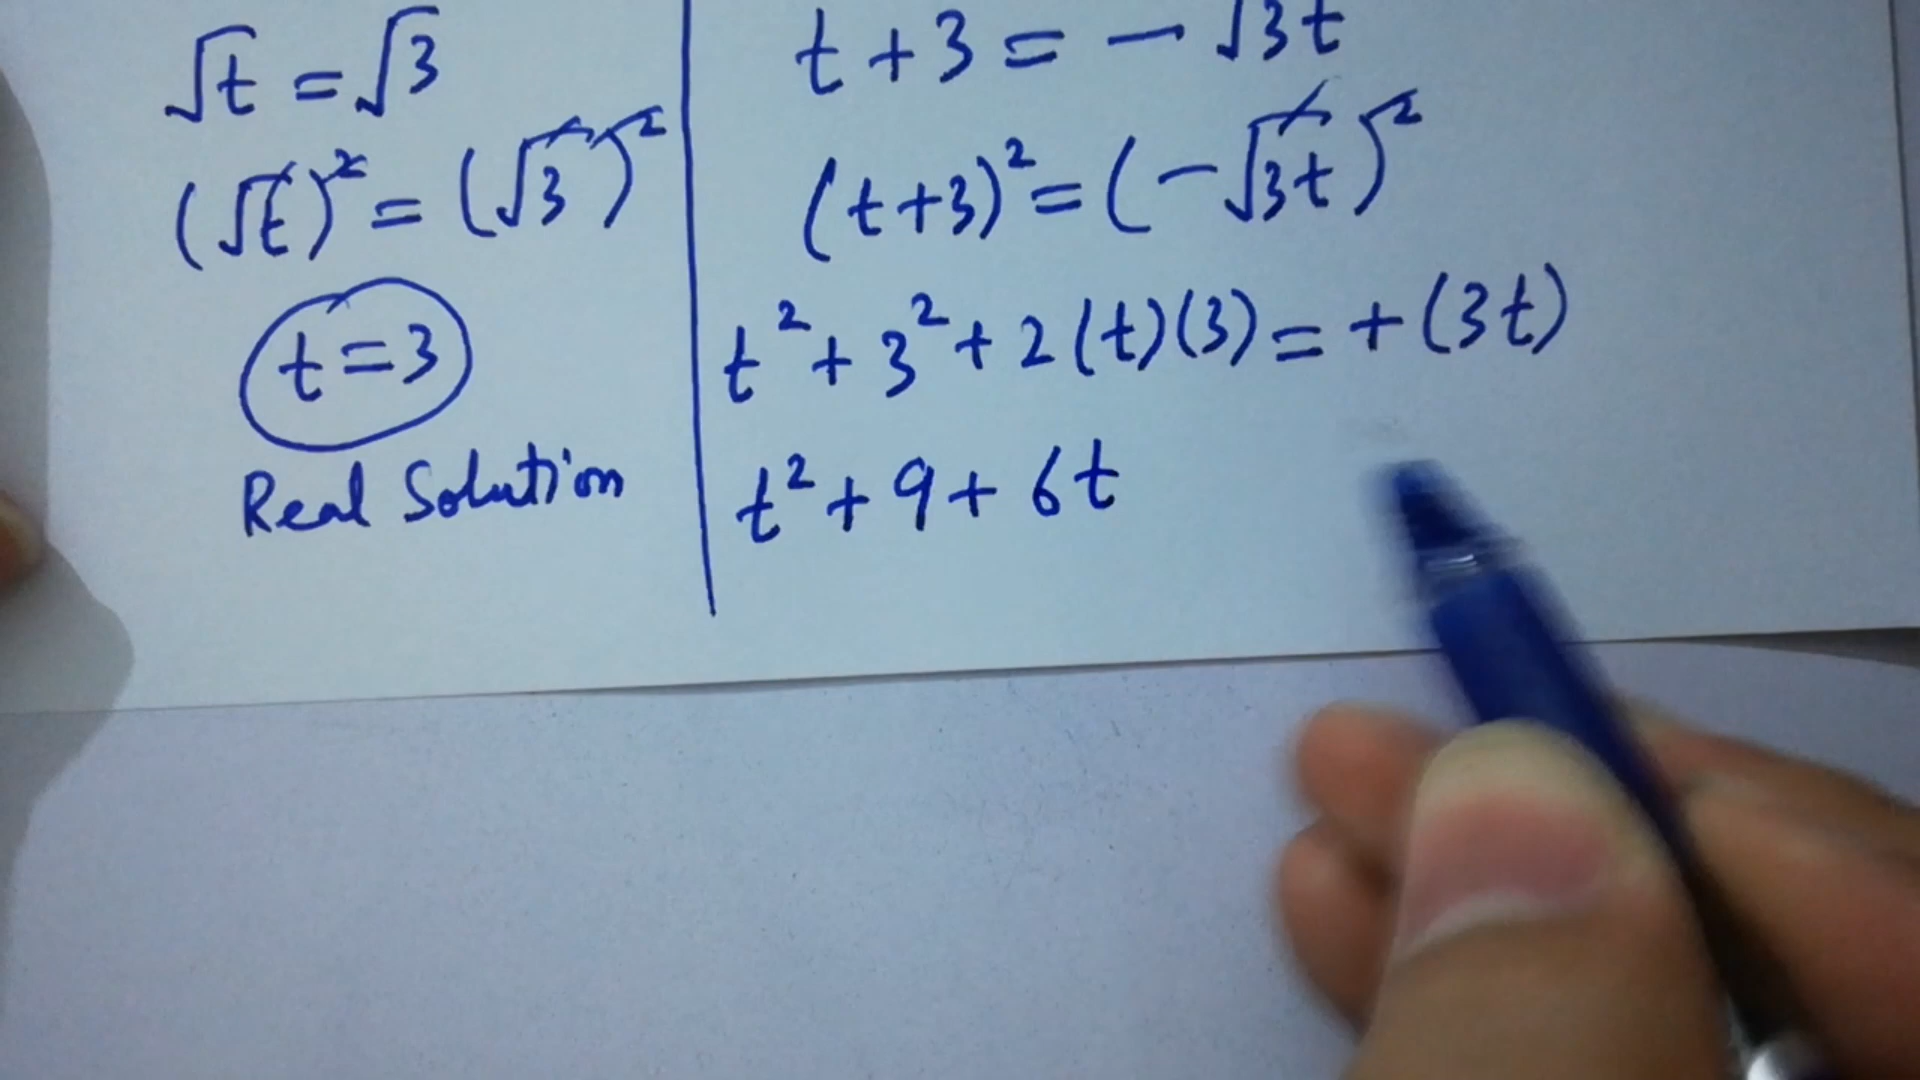 √t = √3
(√t)² = (√3)²
t = 3
Real Solution
t + 3 = - √3t
(t+3)² = (-√3t)²
t² + 3² + 2(t)(3) = + (3t)
t² + 9 + 6t